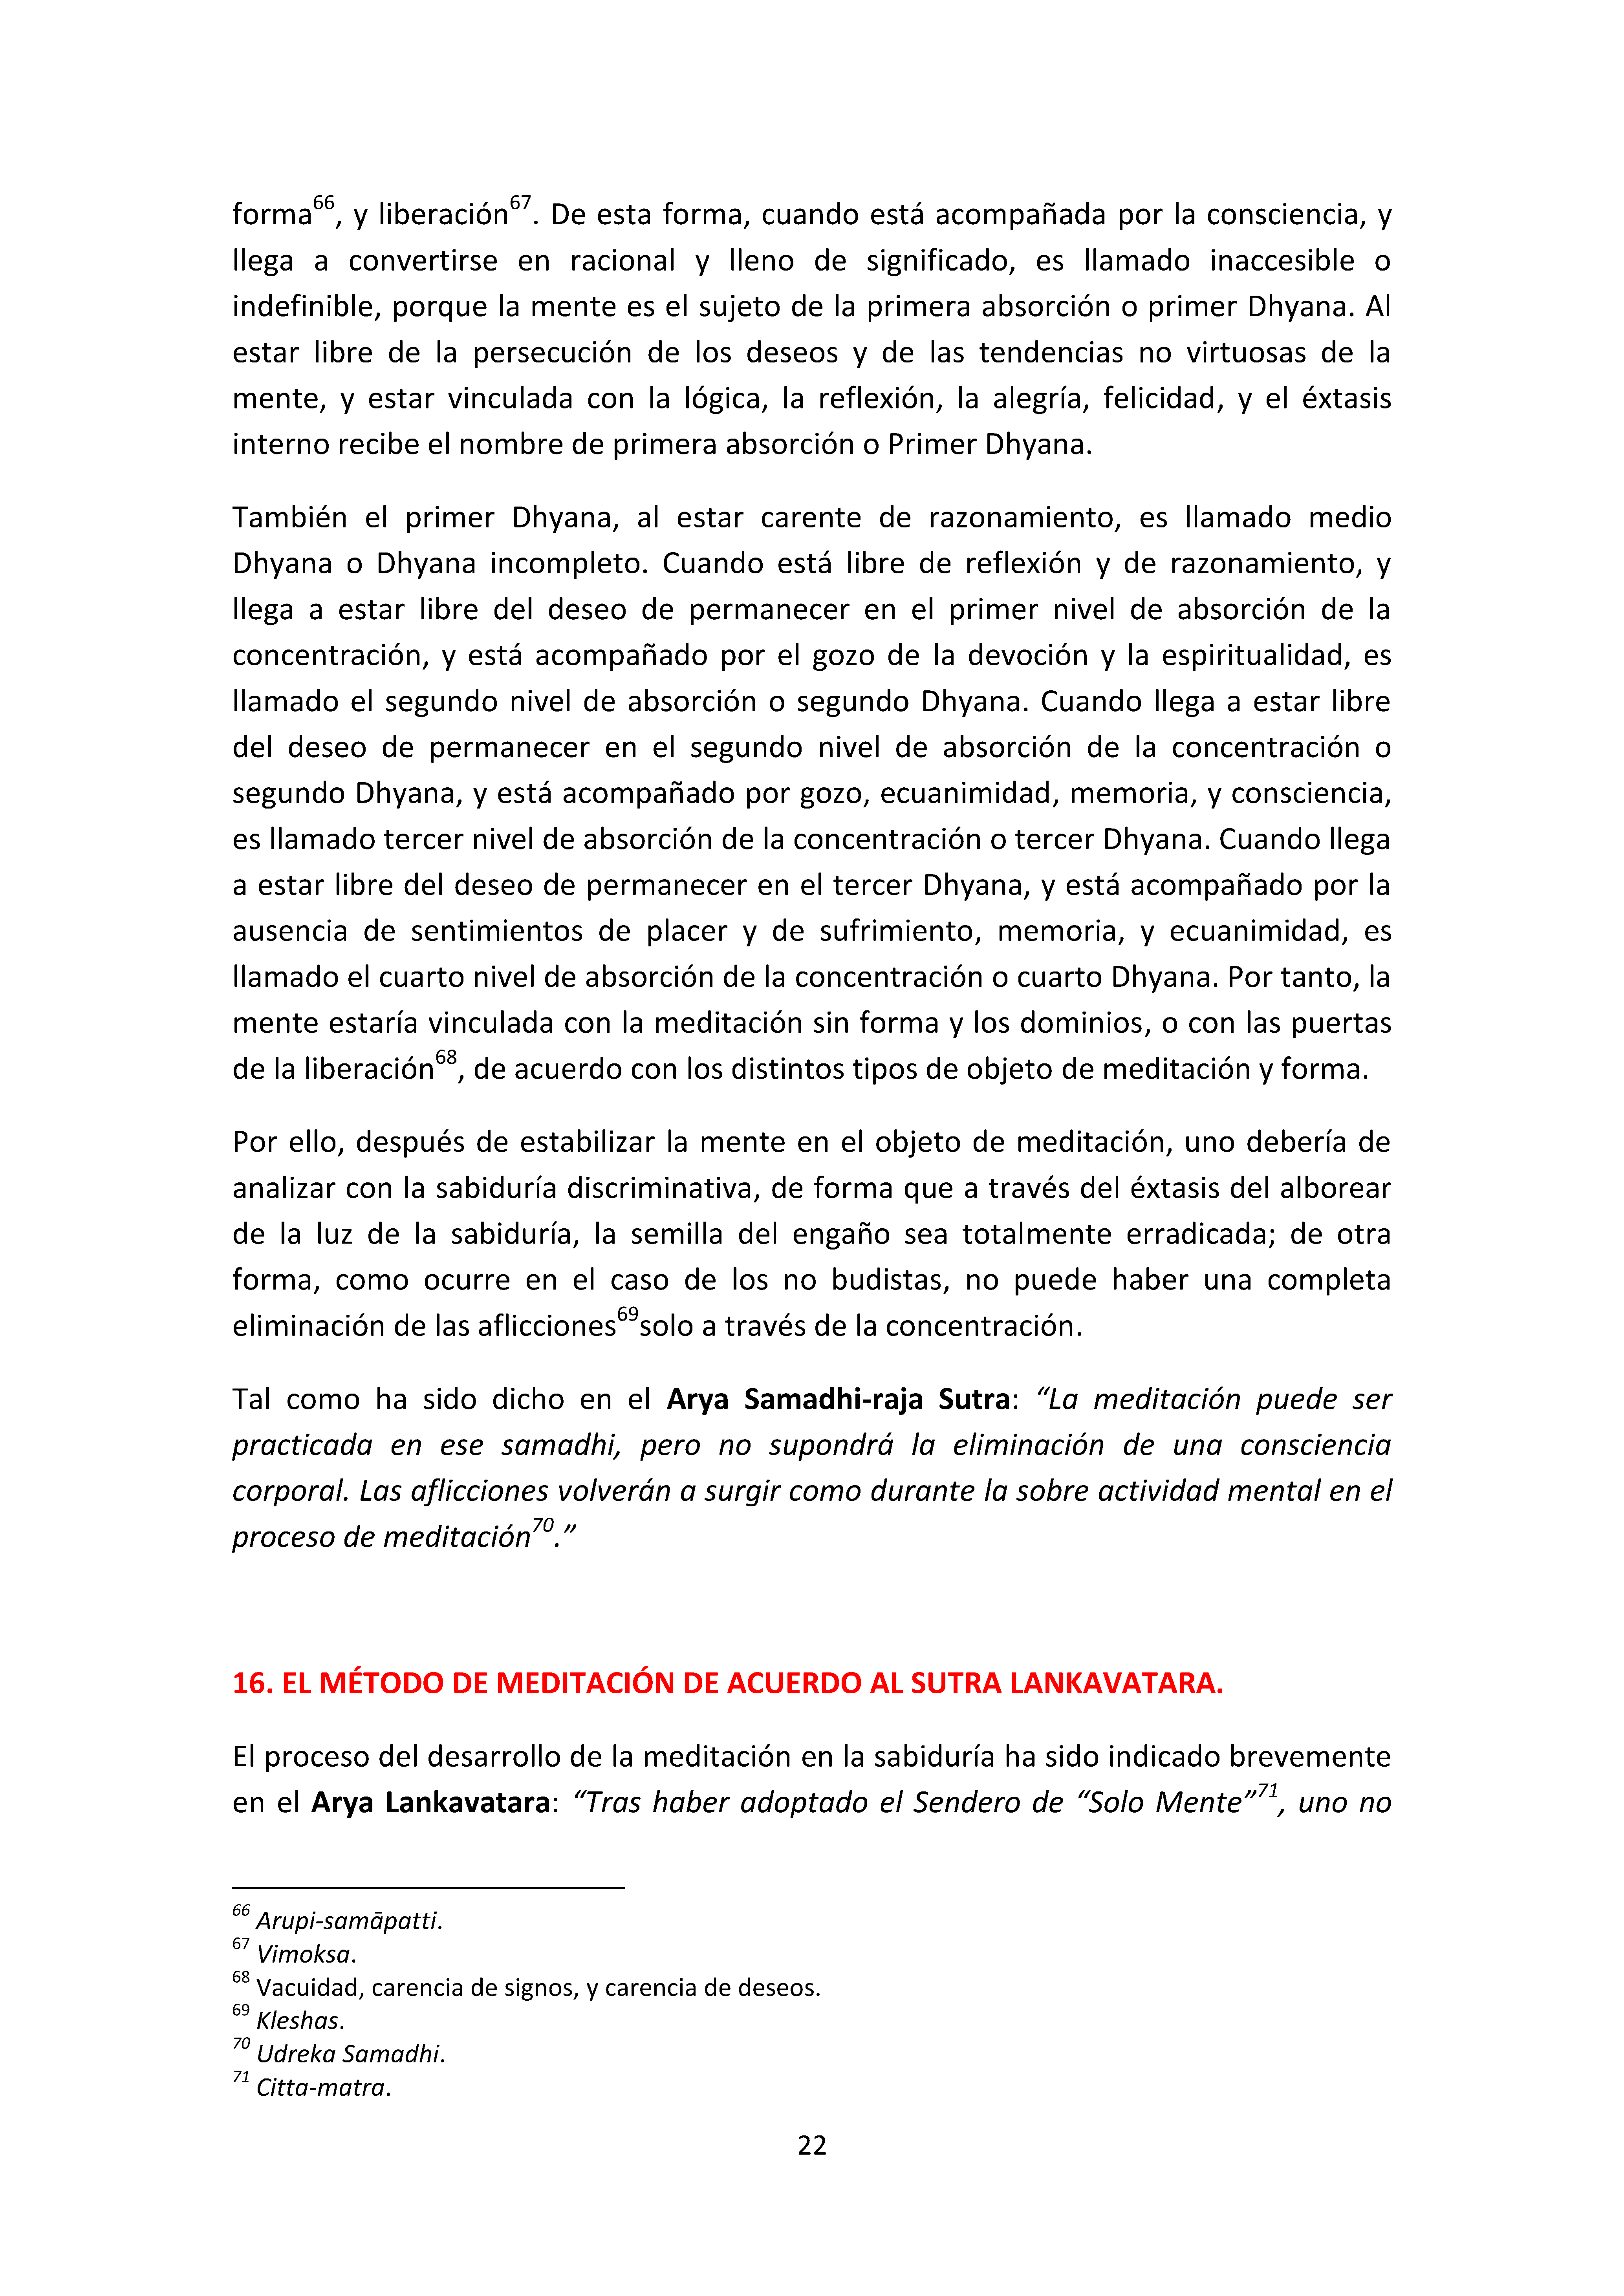 forma66, y liberación67. De esta forma, cuando está acompañada por la consciencia, y
llega a convertirse en racional y lleno de significado, es llamado inaccesible o
indefinible, porque la mente es el sujeto de la primera absorción o primer Dhyana. Al
estar libre de la persecución de los deseos y de las tendencias no virtuosas de la
mente, y estar vinculada con la lógica, la reflexión, la alegría, felicidad, y el éxtasis
interno recibe el nombre de primera absorción o Primer Dhyana.
También el primer Dhyana, al estar carente de razonamiento, es llamado medio
Dhyana o Dhyana incompleto. Cuando está libre de reflexión y de razonamiento, y
llega a estar libre del deseo de permanecer en el primer nivel de absorción de la
concentración, y está acompañado por el gozo de la devoción y la espiritualidad, es
llamado el segundo nivel de absorción o segundo Dhyana. Cuando llega a estar libre
del deseo de permanecer en el segundo nivel de absorción de la concentración o
segundo Dhyana, y está acompañado por gozo, ecuanimidad, memoria, y consciencia,
es llamado tercer nivel de absorción de la concentración o tercer Dhyana. Cuando llega
a estar libre del deseo de permanecer en el tercer Dhyana, y está acompañado por la
ausencia de sentimientos de placer y de sufrimiento, memoria, y ecuanimidad, es
llamado el cuarto nivel de absorción de la concentración o cuarto Dhyana. Por tanto, la
mente estaría vinculada con la meditación sin forma y los dominios, o con las puertas
de la liberación68, de acuerdo con los distintos tipos de objeto de meditación y forma.
Por ello, después de estabilizar la mente en el objeto de meditación, uno debería de
analizar con la sabiduría discriminativa, de forma que a través del éxtasis del alborear
de la luz de la sabiduría, la semilla del engaño sea totalmente erradicada; de otra
forma, como ocurre en el caso de los no budistas, no puede haber una completa
eliminación de las aflicciones69solo a través de la concentración.
Tal como ha sido dicho en el Arya Samadhi-raja Sutra: “La meditación puede ser
practicada en ese samadhi, pero no supondrá la eliminación de una consciencia
corporal. Las aflicciones volverán a surgir como durante la sobre actividad mental en el
proceso de meditación70.”
16. EL MÉTODO DE MEDITACIÓN DE ACUERDO AL SUTRA LANKAVATARA.
El proceso del desarrollo de la meditación en la sabiduría ha sido indicado brevemente
en el Arya Lankavatara: “Tras haber adoptado el Sendero de “Solo Mente”71, uno no
66 Arupi-samāpatti.
67 Vimoksa.
68 Vacuidad, carencia de signos, y carencia de deseos.
69 Kleshas.
70 Udreka Samadhi.
71 Citta-matra.
22